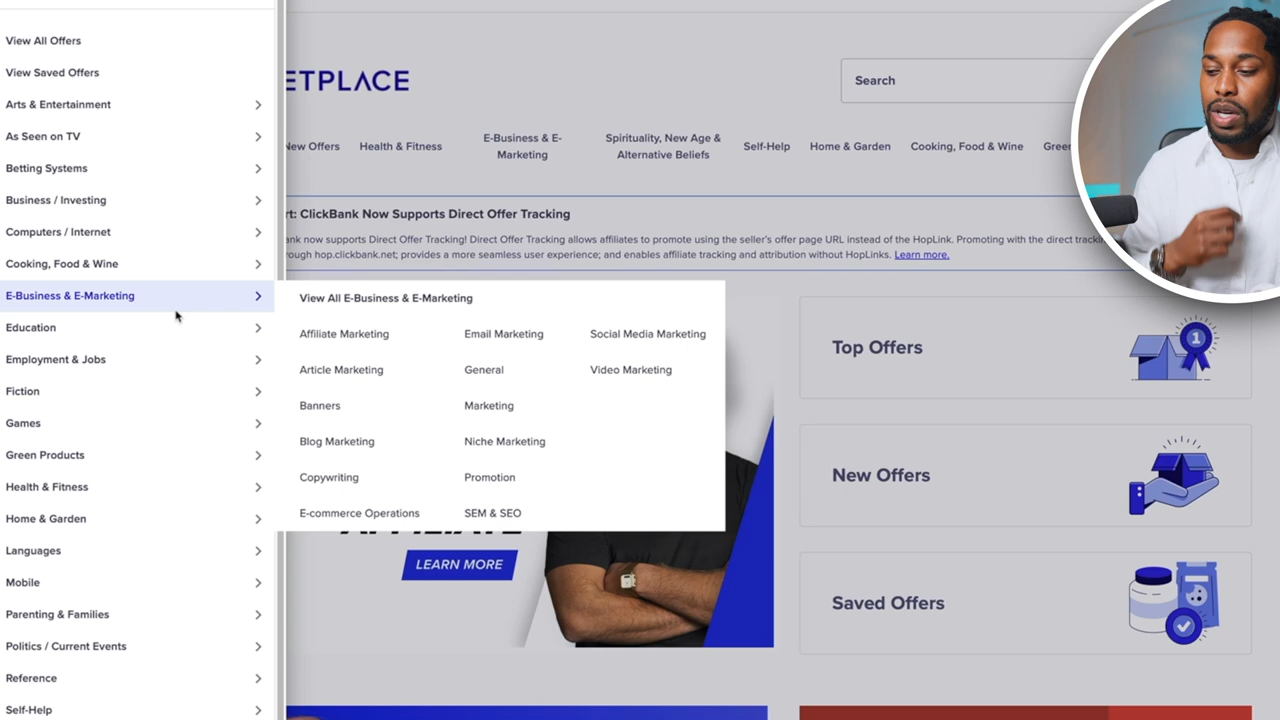 View All Offers
View Saved Offers
Arts & Entertainment
As Seen on TV
Betting Systems
Business / Investing
Computers / Internet
Cooking, Food & Wine
E-Business & E-Marketing
Education
Employment & Jobs
Fiction
Games
Green Products
Health & Fitness
Home & Garden
Languages
Mobile
Parenting & Families
Politics / Current Events
Reference
Self-Help
ETPLACE
Search
New Offers
Health & Fitness
E-Business & E-
Marketing
Spirituality, New Age &
Alternative Beliefs
Self-Help
Home & Garden
Cooking, Food & Wine
Gree
rt: ClickBank Now Supports Direct Offer Tracking
ank now supports Direct Offer Tracking! Direct Offer Tracking allows affiliates to promote using the seller's offer page URL instead of the HopLink. Promoting with the direct
rough hop.clickbank.net; provides a more seamless user experience; and enables affiliate tracking and attribution without HopLinks. Learn more.
View All E-Business & E-Marketing
Affiliate Marketing
Email Marketing
Social Media Marketing
Article Marketing
General
Video Marketing
Banners
Marketing
Blog Marketing
Niche Marketing
Copywriting
Promotion
E-commerce Operations
SEM & SEO
LEARN MORE
Top Offers
1
New Offers
Saved Offers